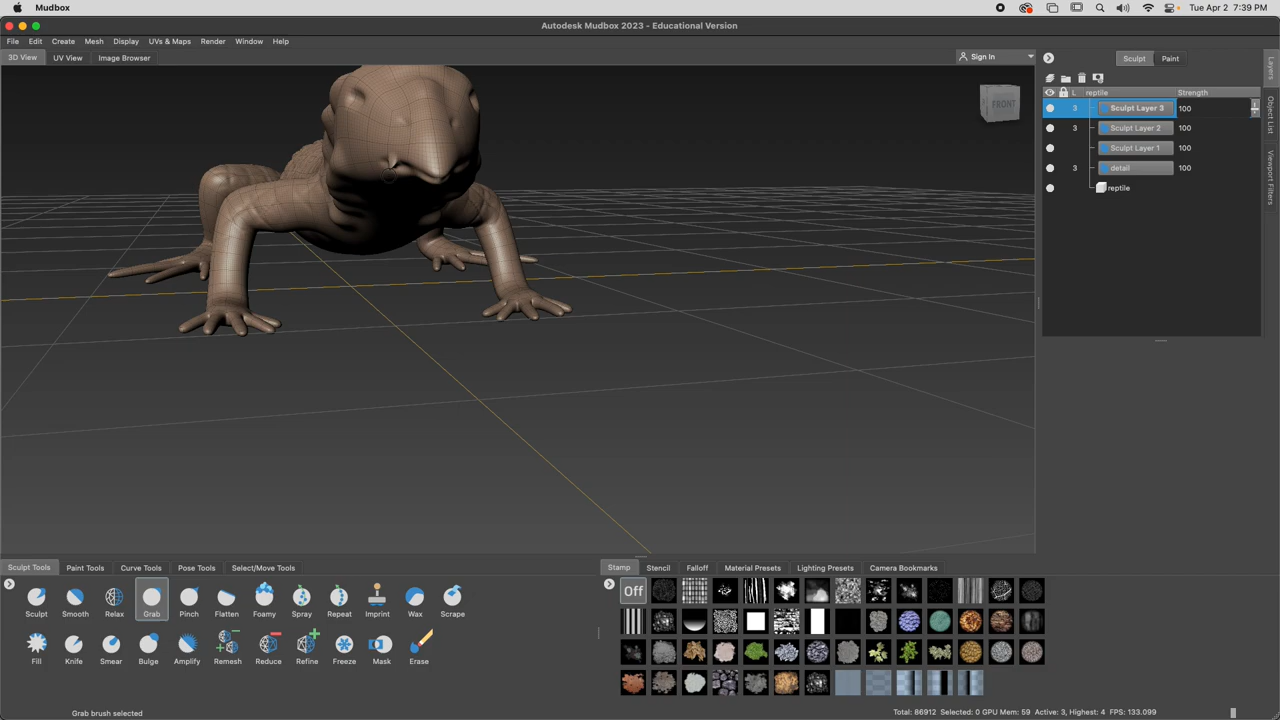 Mudbox
Tue Apr 2 7:39 PM
Autodesk Mudbox 2023 - Educational Version
File Edit Create Mesh Display UVs & Maps Render Window Help
3D View UV View Image Browser
Sign In
Sculpt Paint
L reptile Strength
3 Sculpt Layer 3 100
3 Sculpt Layer 2 100
Sculpt Layer 1 100
3 detail 100
reptile
Layers
Object List
Viewport Filters
FRONT
Sculpt Tools Paint Tools Curve Tools Pose Tools Select/Move Tools
Sculpt Smooth Relax Grab Pinch Flatten Foamy Spray Repeat Imprint Wax Scrape
Fill Knife Smear Bulge Amplify Remesh Reduce Refine Freeze Mask Erase
Stamp Stencil Falloff Material Presets Lighting Presets Camera Bookmarks
Off
Grab brush selected
Total: 86912 Selected: 0 GPU Mem: 59 Active: 3, Highest: 4 FPS: 133.099